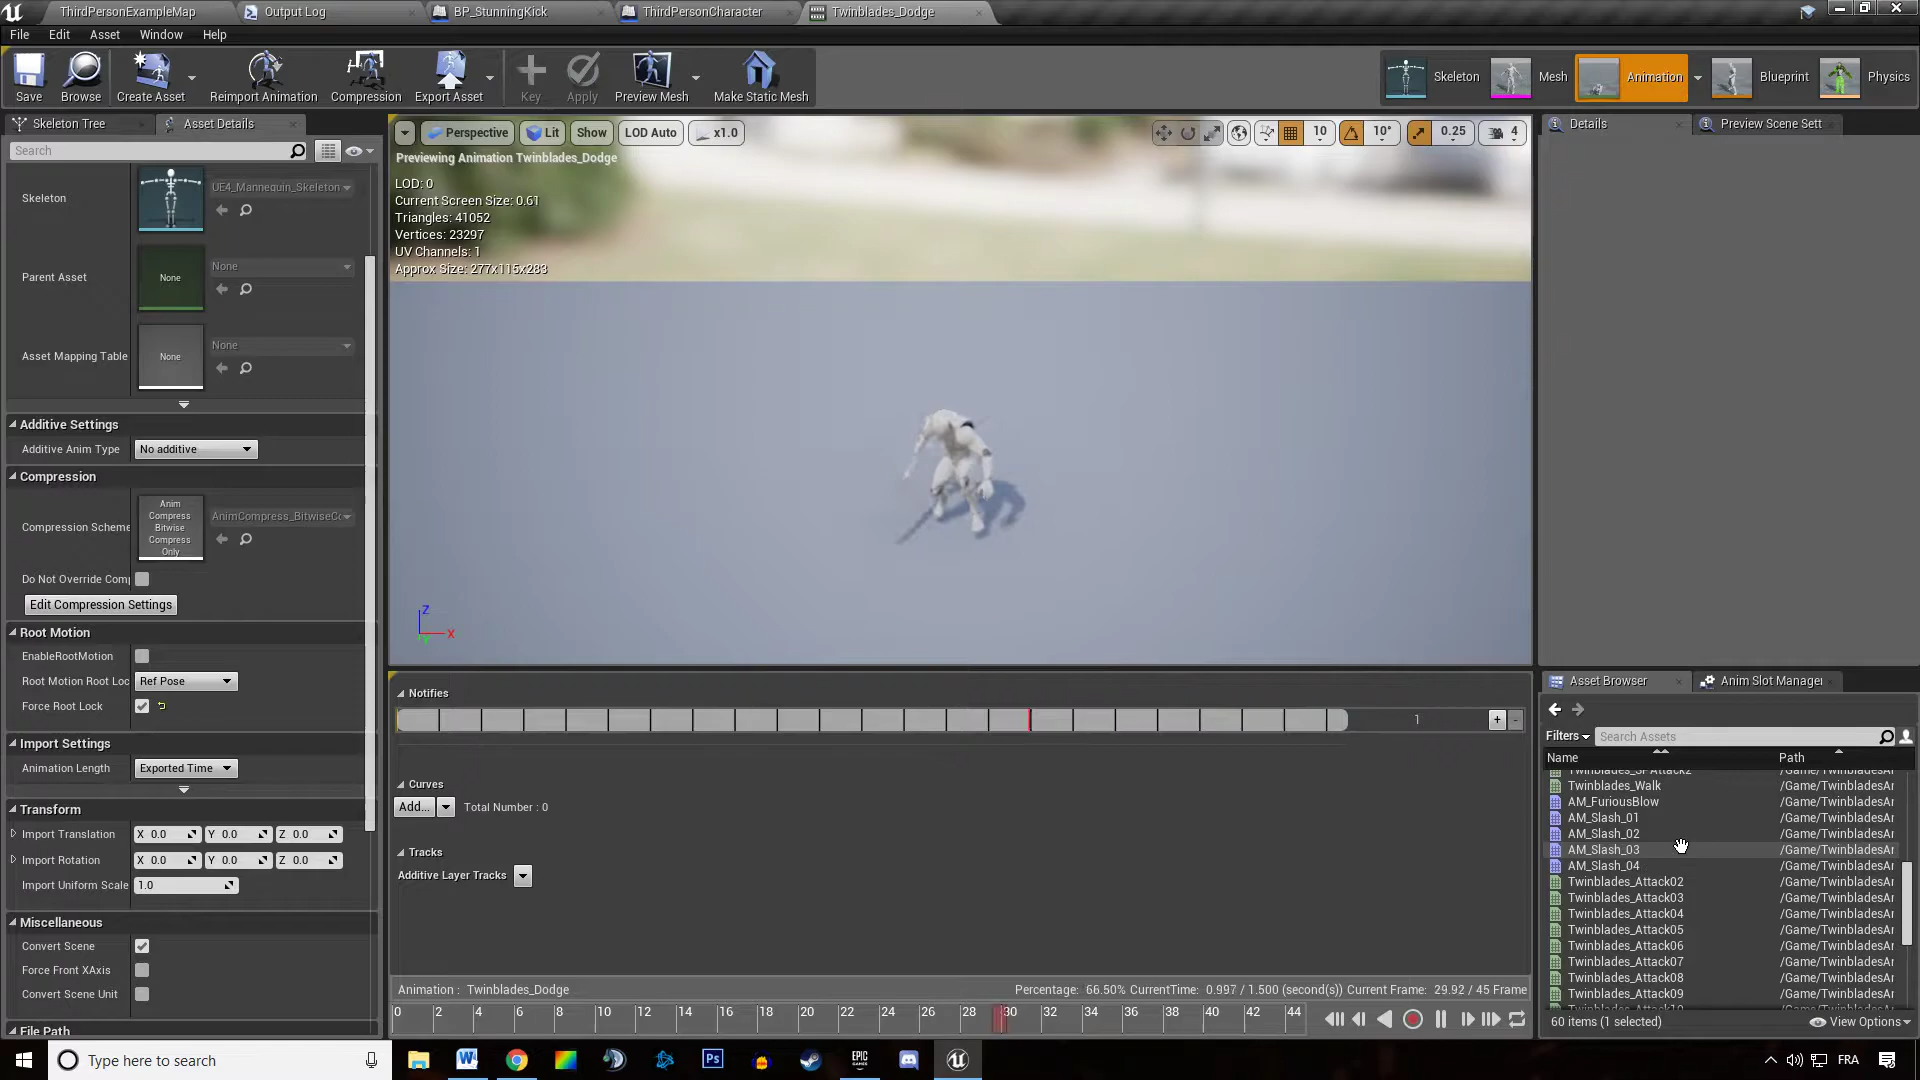 ThirdPersonExampleMap
Output Log
BP_StunningKick
ThirdPersonCharacter
Twinblades_Dodge
File Edit Asset Window Help
Save
Browse
Create Asset
Reimport Animation
Compression
Export Asset
Key
Apply
Preview Mesh
Make Static Mesh
Skeleton
Mesh
Animation
Blueprint
Physics
Skeleton Tree
Asset Details
Search
Skeleton
UE4_Mannequin_Skeleton
Parent Asset
None
None
Asset Mapping Table
None
None
Additive Settings
Additive Anim Type
No additive
Compression
Compression Scheme
Anim
Compress
Bitwise
Compress
Only
AnimCompress_BitwiseCo
Do Not Override Comp
Edit Compression Settings
Root Motion
EnableRootMotion
Root Motion Root Loc
Ref Pose
Force Root Lock
Import Settings
Animation Length
Exported Time
Transform
Import Translation X 0.0 Y 0.0 Z 0.0
Import Rotation X 0.0 Y 0.0 Z 0.0
Import Uniform Scale 1.0
Miscellaneous
Convert Scene
Force Front XAxis
Convert Scene Unit
File Path
Perspective
Lit
Show
LOD Auto
x1.0
10
10°
0.25
4
Previewing Animation Twinblades_Dodge
LOD: 0
Current Screen Size: 0.61
Triangles: 41052
Vertices: 23297
UV Channels: 1
Approx Size: 277x115x283
Z
X
Y
Notifies
1
+
-
Curves
Add...
Total Number : 0
Tracks
Additive Layer Tracks
Animation : Twinblades_Dodge
Percentage: 66.50% CurrentTime: 0.997 / 1.500 (second(s)) Current Frame: 29.92 / 45 Frame
0 2 4 6 8 10 12 14 16 18 20 22 24 26 28 30 32 34 36 38 40 42 44
Details
Preview Scene Sett
Asset Browser
Anim Slot Manager
Filters
Search Assets
Name
Path
Twinblades_SPAttack2 /Game/TwinbladesAr
Twinblades_Walk /Game/TwinbladesAr
AM_FuriousBlow /Game/TwinbladesAr
AM_Slash_01 /Game/TwinbladesAr
AM_Slash_02 /Game/TwinbladesAr
AM_Slash_03 /Game/TwinbladesAr
AM_Slash_04 /Game/TwinbladesAr
Twinblades_Attack02 /Game/TwinbladesAr
Twinblades_Attack03 /Game/TwinbladesAr
Twinblades_Attack04 /Game/TwinbladesAr
Twinblades_Attack05 /Game/TwinbladesAr
Twinblades_Attack06 /Game/TwinbladesAr
Twinblades_Attack07 /Game/TwinbladesAr
Twinblades_Attack08 /Game/TwinbladesAr
Twinblades_Attack09 /Game/TwinbladesAr
60 items (1 selected)
View Options
Type here to search
Ps
EPIC
GAMES
FRA